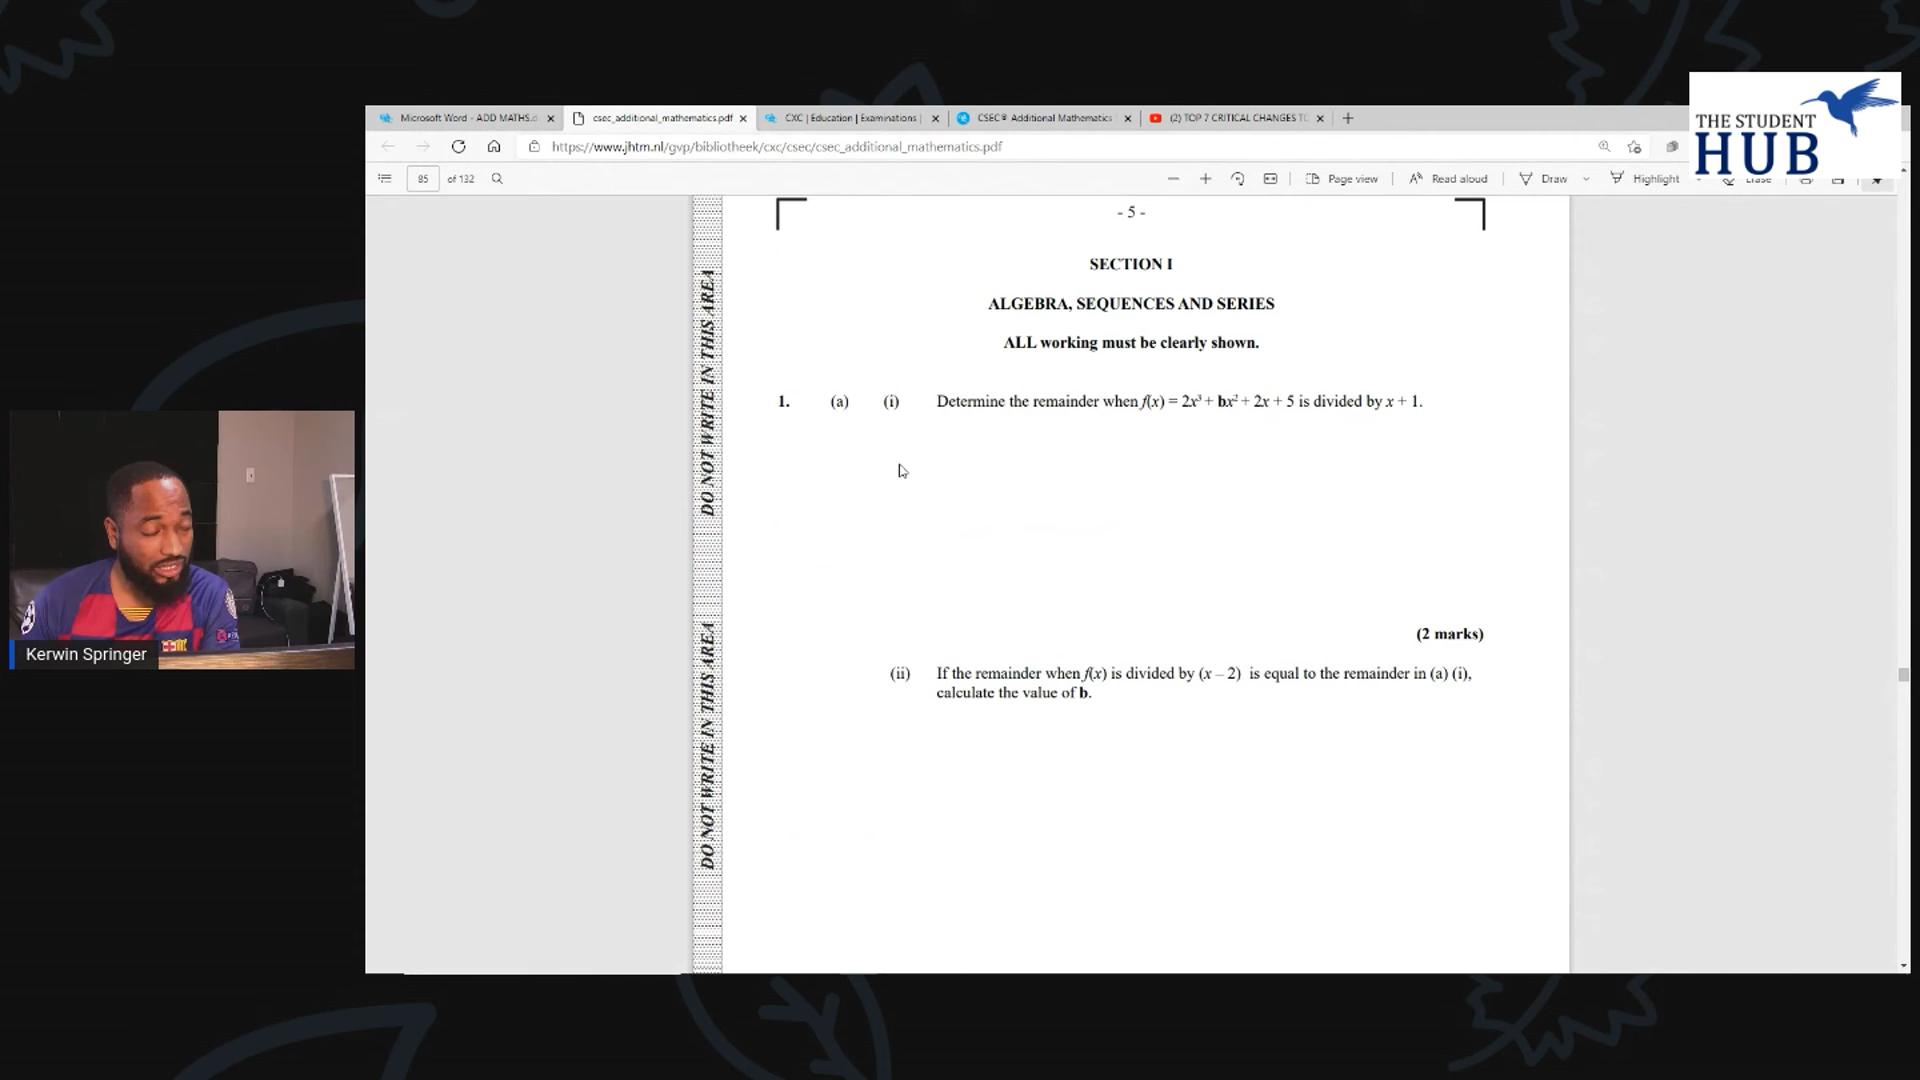 THE STUDENT
HUB
Microsoft Word - ADD MATHS.d
csec_additional_mathematics.pdf
CXC | Education | Examinations |
CSEC® Additional Mathematics
(2) TOP 7 CRITICAL CHANGES TO
https://www.jhtm.nl/gvp/bibliotheek/cxc/csec/csec_additional_mathematics.pdf
85 of 132
Page view
Read aloud
Draw
Highlight
Erase
- 5 -
SECTION I
ALGEBRA, SEQUENCES AND SERIES
ALL working must be clearly shown.
1. (a) (i) Determine the remainder when f(x) = 2x³ + bx² + 2x + 5 is divided by x + 1.
(2 marks)
(ii) If the remainder when f(x) is divided by (x – 2) is equal to the remainder in (a) (i),
calculate the value of b.
DO NOT WRITE IN THIS AREA
DO NOT WRITE IN THIS AREA
Kerwin Springer